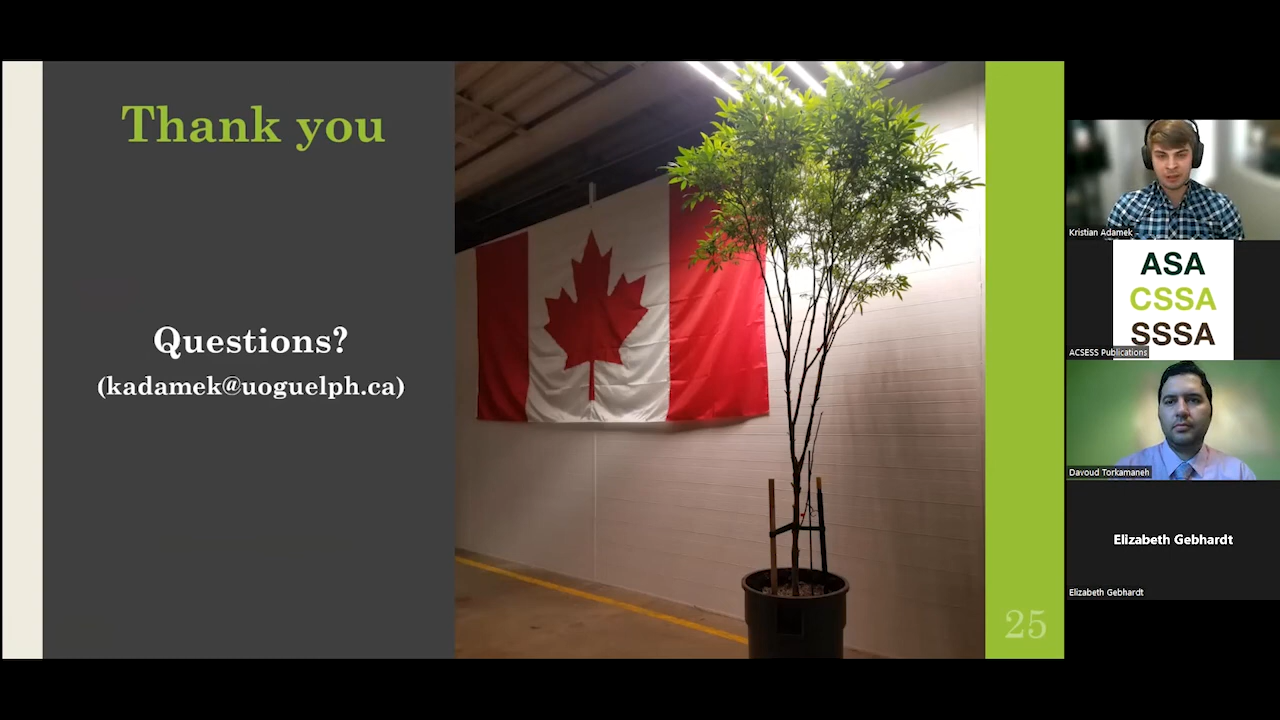 Thank you
Questions?
(kadamek@uoguelph.ca)
25
Kristian Adamek
ASA
CSSA
SSSA
ACSESS Publications
Davoud Torkamaneh
Elizabeth Gebhardt
Elizabeth Gebhardt